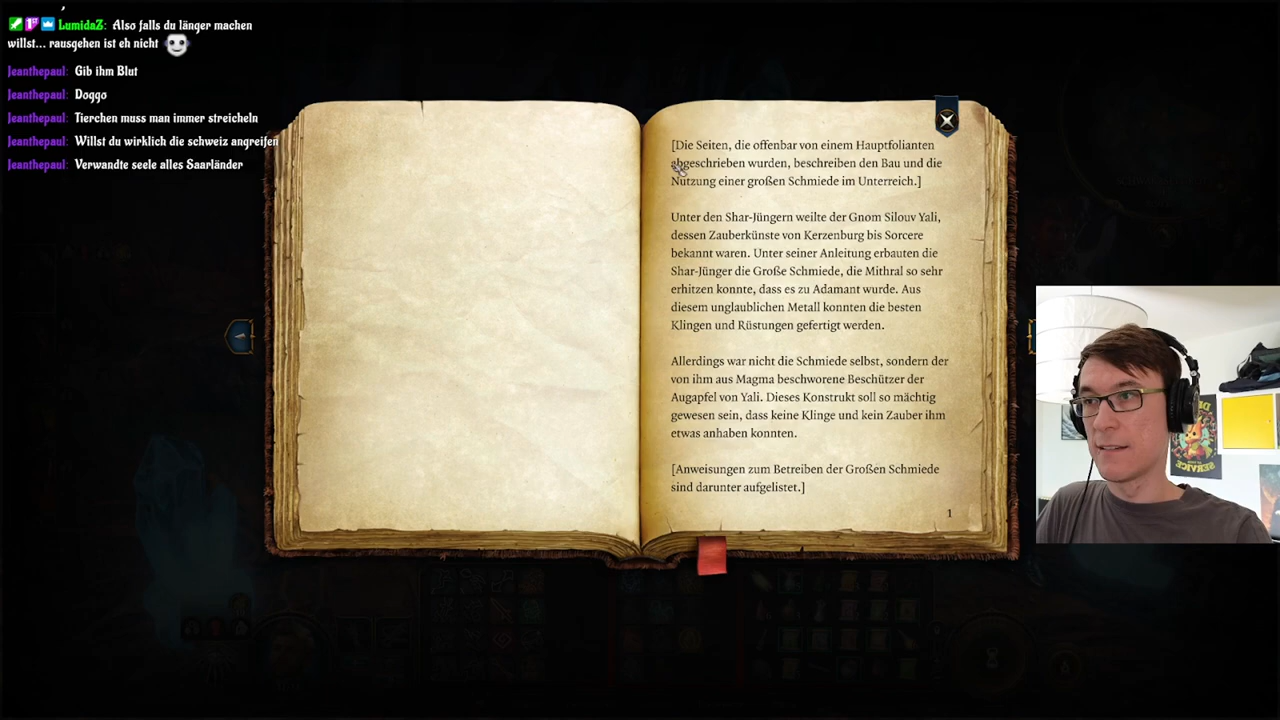 LumidaZ: Also falls du länger machen
willst... rausgehen ist eh nicht
Jeanthepaul: Gib ihm Blut
Jeanthepaul: Doggo
Jeanthepaul: Tierchen muss man immer streicheln
Jeanthepaul: Willst du wirklich die schweiz angreifen
Jeanthepaul: Verwandte seele alles Saarländer
[Die Seiten, die offenbar von einem Hauptfolianten
abgeschrieben wurden, beschreiben den Bau und die
Nutzung einer großen Schmiede im Unterreich.]
Unter den Shar-Jüngern weilte der Gnom Silouv Yali,
dessen Zauberkünste von Kerzenburg bis Sorcere
bekannt waren. Unter seiner Anleitung erbauten die
Shar-Jünger die Große Schmiede, die Mithral so sehr
erhitzen konnte, dass es zu Adamant wurde. Aus
diesem unglaublichen Metall konnten die besten
Klingen und Rüstungen gefertigt werden.
Allerdings war nicht die Schmiede selbst, sondern der
von ihm aus Magma beschworene Beschützer der
Augapfel von Yali. Dieses Konstrukt soll so mächtig
gewesen sein, dass keine Klinge und kein Zauber ihm
etwas anhaben konnten.
[Anweisungen zum Betreiben der Großen Schmiede
sind darunter aufgelistet.]
1